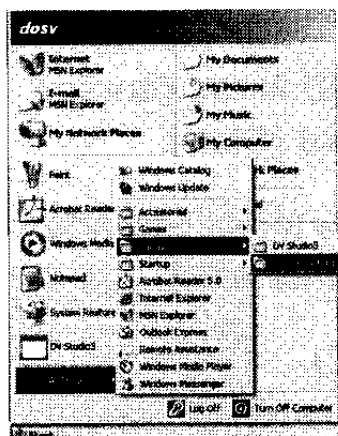 dosv
Internet
MSN Explorer
E-mail
MSN Explorer
My Network Places
Paint
Acrobat Reader
Windows Media
Notepad
System Restore
DV Studio3
My Documents
My Pictures
My Music
My Computer
Places
Windows Catalog
Windows Update
Accessories
Games
Startup
Acrobat Reader 5.0
Internet Explorer
MSN Explorer
Outlook Express
Remote Assistance
Windows Media Player
Windows Messenger
DV Studio3
Log Off
Turn Off Computer